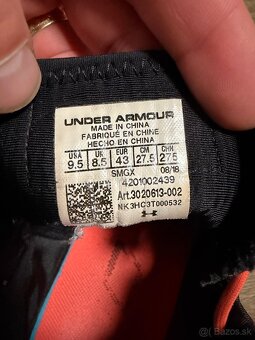 UNDER ARMOUR
MADE IN CHINA
FABRIQUÉ EN CHINE
HECHO EN CHINA
USA UK EUR CM CHN
9.5 8.5 43 27.5 275
SMGX 08/18
4201002439
Art.3020613-002
NK3HC3T000532
bazar.sk